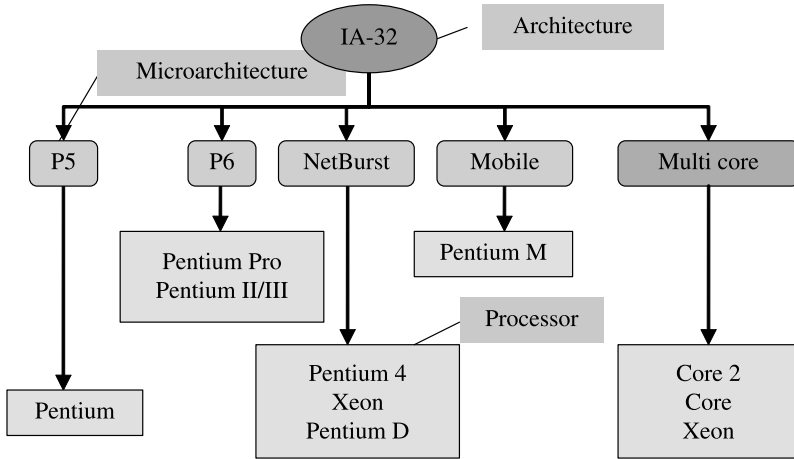 IA-32
Architecture
Microarchitecture
P5
P6
NetBurst
Mobile
Multi core
Pentium Pro
Pentium II/III
Pentium M
Processor
Pentium
Pentium 4
Xeon
Pentium D
Core 2
Core
Xeon